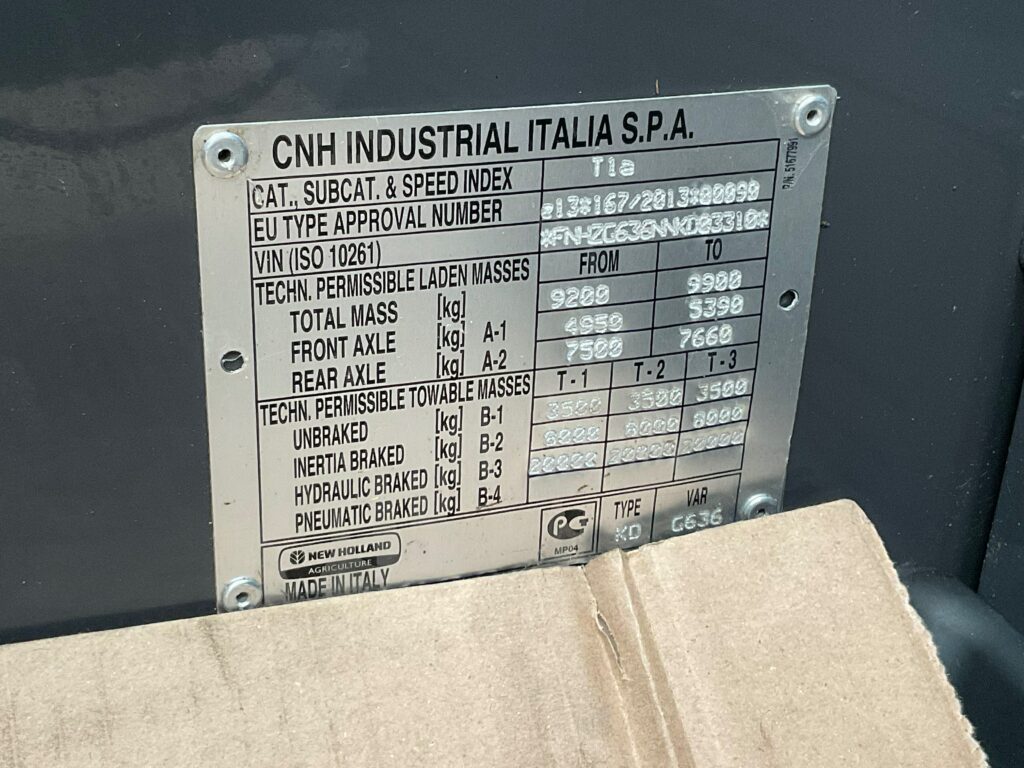 CNH INDUSTRIAL ITALIA S.P.A.
P/N. 51677991
CAT., SUBCAT. & SPEED INDEX T1a
EU TYPE APPROVAL NUMBER e13*167/2013*00090
VIN (ISO 10261)
TECHN. PERMISSIBLE LADEN MASSES FROM TO
TOTAL MASS [kg] 9200 9900
FRONT AXLE [kg] A-1 4950 5390
REAR AXLE [kg] A-2 7500 7660
TECHN. PERMISSIBLE TOWABLE MASSES T-1 T-2 T-3
UNBRAKED [kg] B-1 3500 3500 3500
INERTIA BRAKED [kg] B-2 8000 8000 8000
HYDRAULIC BRAKED [kg] B-3 20000 20000 20000
PNEUMATIC BRAKED [kg] B-4
NEW HOLLAND
AGRICULTURE
MADE IN ITALY
MP04
TYPE VAR
KD G636